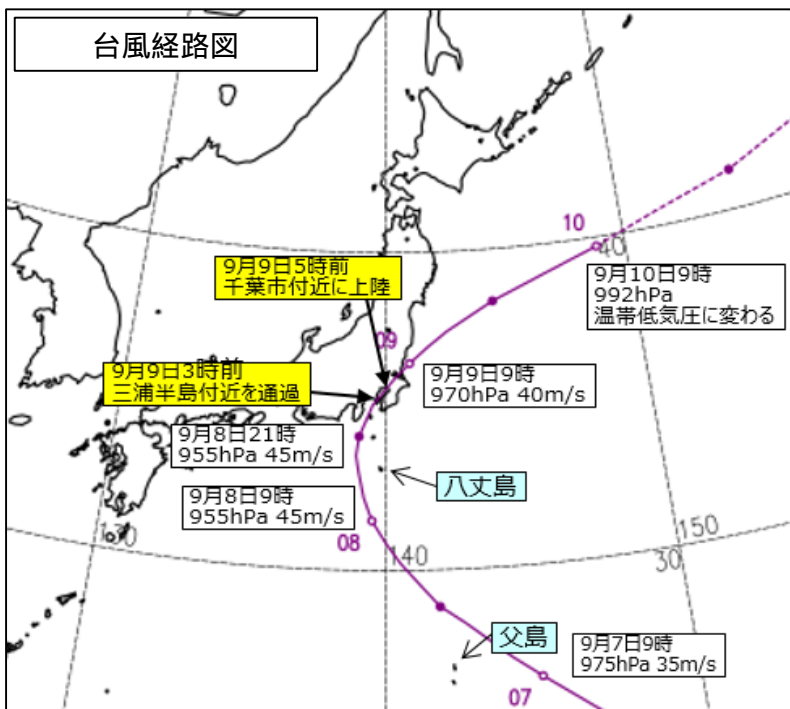 台風経路図
10
40
9月10日9時
992hPa
温帯低気圧に変わる
9月9日5時前
千葉市付近に上陸
09
9月9日3時前
三浦半島付近を通過
9月9日9時
970hPa 40m/s
9月8日21時
955hPa 45m/s
八丈島
9月8日9時
955hPa 45m/s
08
130
140
150
30
父島
9月7日9時
975hPa 35m/s
07